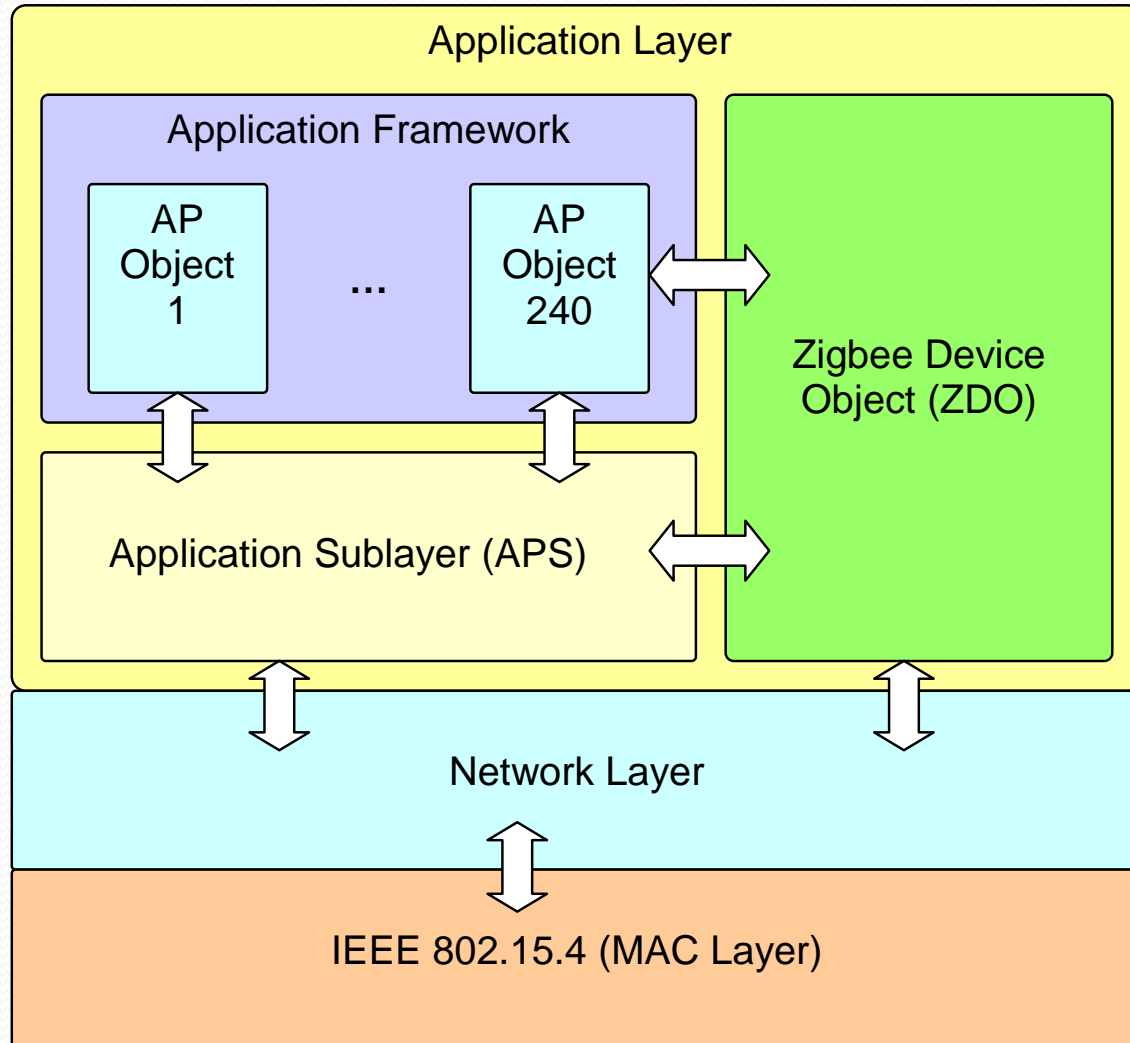 Application Layer
Application Framework
AP
Object
1
...
AP
Object
240
Zigbee Device
Object (ZDO)
Application Sublayer (APS)
Network Layer
IEEE 802.15.4 (MAC Layer)